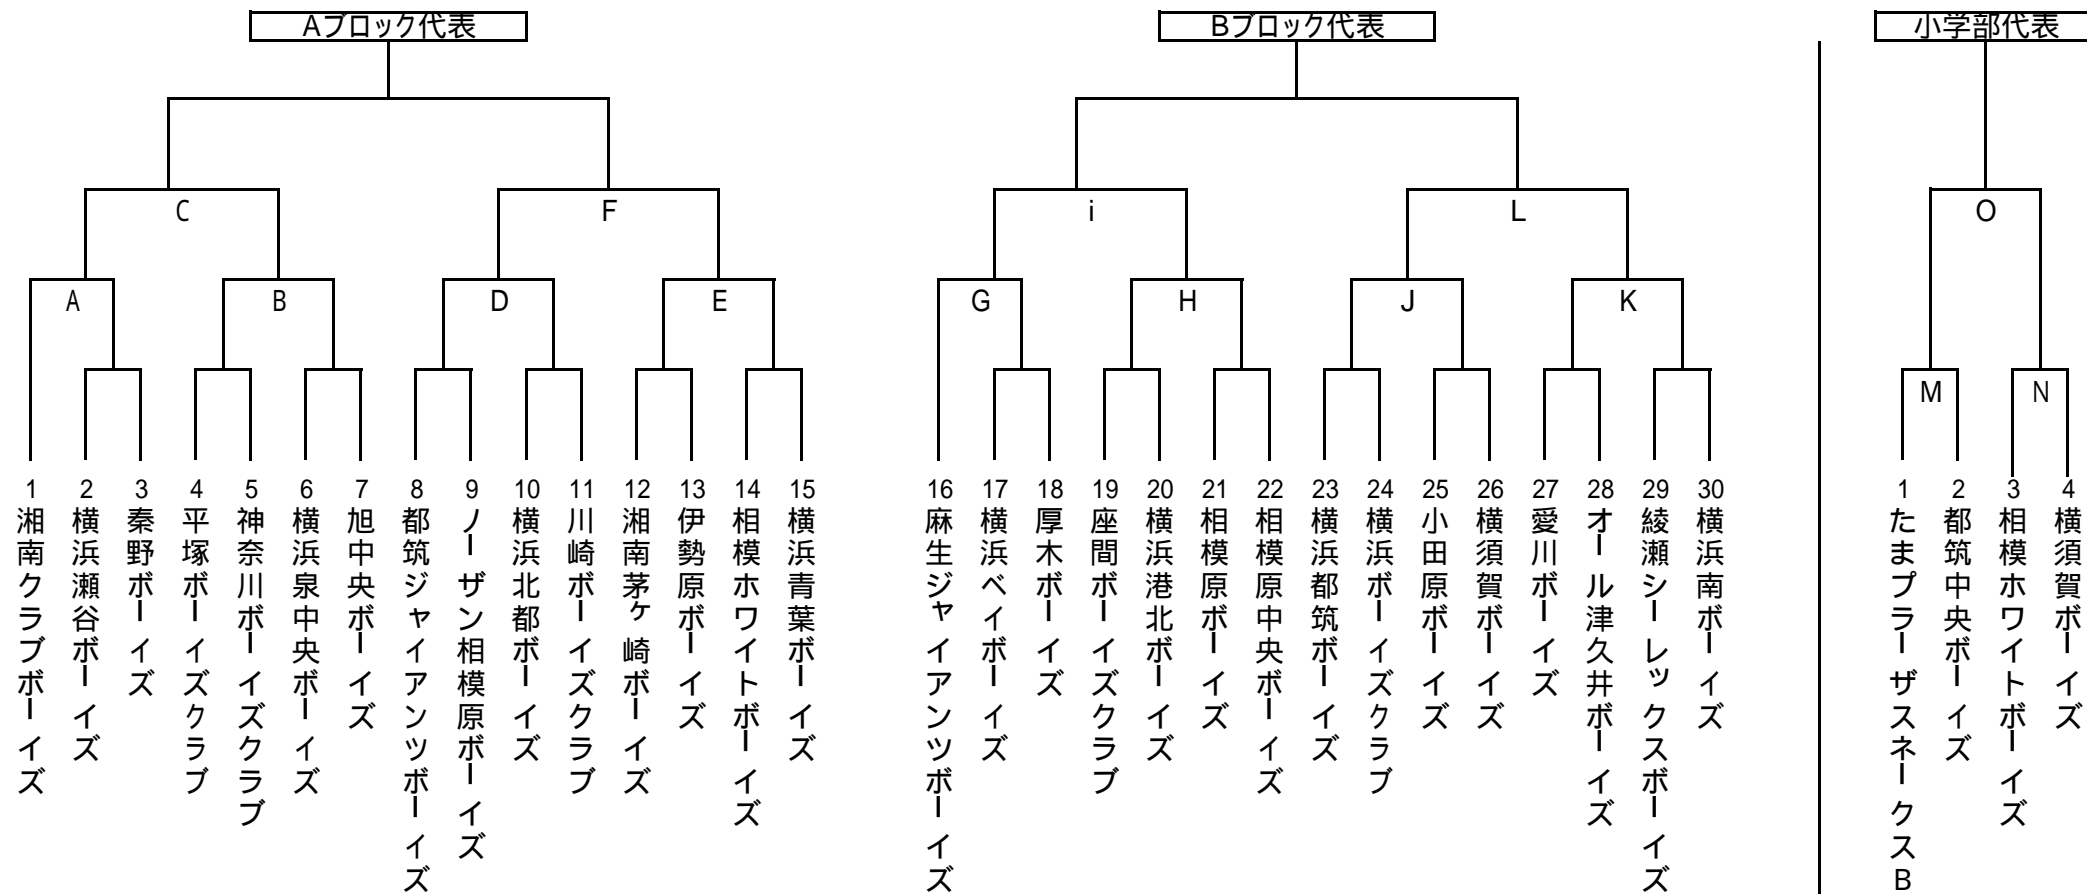 Aブロック代表
Bブロック代表
小学部代表
C
F
i
L
O
A
B
D
E
G
H
J
K
M
N
1 湘南クラブボーイズ
2 横浜瀬谷ボーイズ
3 秦野ボーイズ
4 平塚ボーイズクラブ
5 神奈川ボーイズクラブ
6 横浜泉中央ボーイズ
7 旭中央ボーイズ
8 都筑ジャイアンツボーイズ
9 ノーザン相模原ボーイズ
10 横浜北都ボーイズ
11 川崎ボーイズクラブ
12 湘南茅ヶ崎ボーイズ
13 伊勢原ボーイズ
14 相模ホワイトボーイズ
15 横浜青葉ボーイズ
16 麻生ジャイアンツボーイズ
17 横浜ベイボーイズ
18 厚木ボーイズ
19 座間ボーイズクラブ
20 横浜港北ボーイズ
21 相模原ボーイズ
22 相模原中央ボーイズ
23 横浜都筑ボーイズ
24 横浜ボーイズクラブ
25 小田原ボーイズ
26 横須賀ボーイズ
27 愛川ボーイズ
28 オール津久井ボーイズ
29 綾瀬シーレックスボーイズ
30 横浜南ボーイズ
1 たまプラーザスネークスB
2 都筑中央ボーイズ
3 相模ホワイトボーイズ
4 横須賀ボーイズ